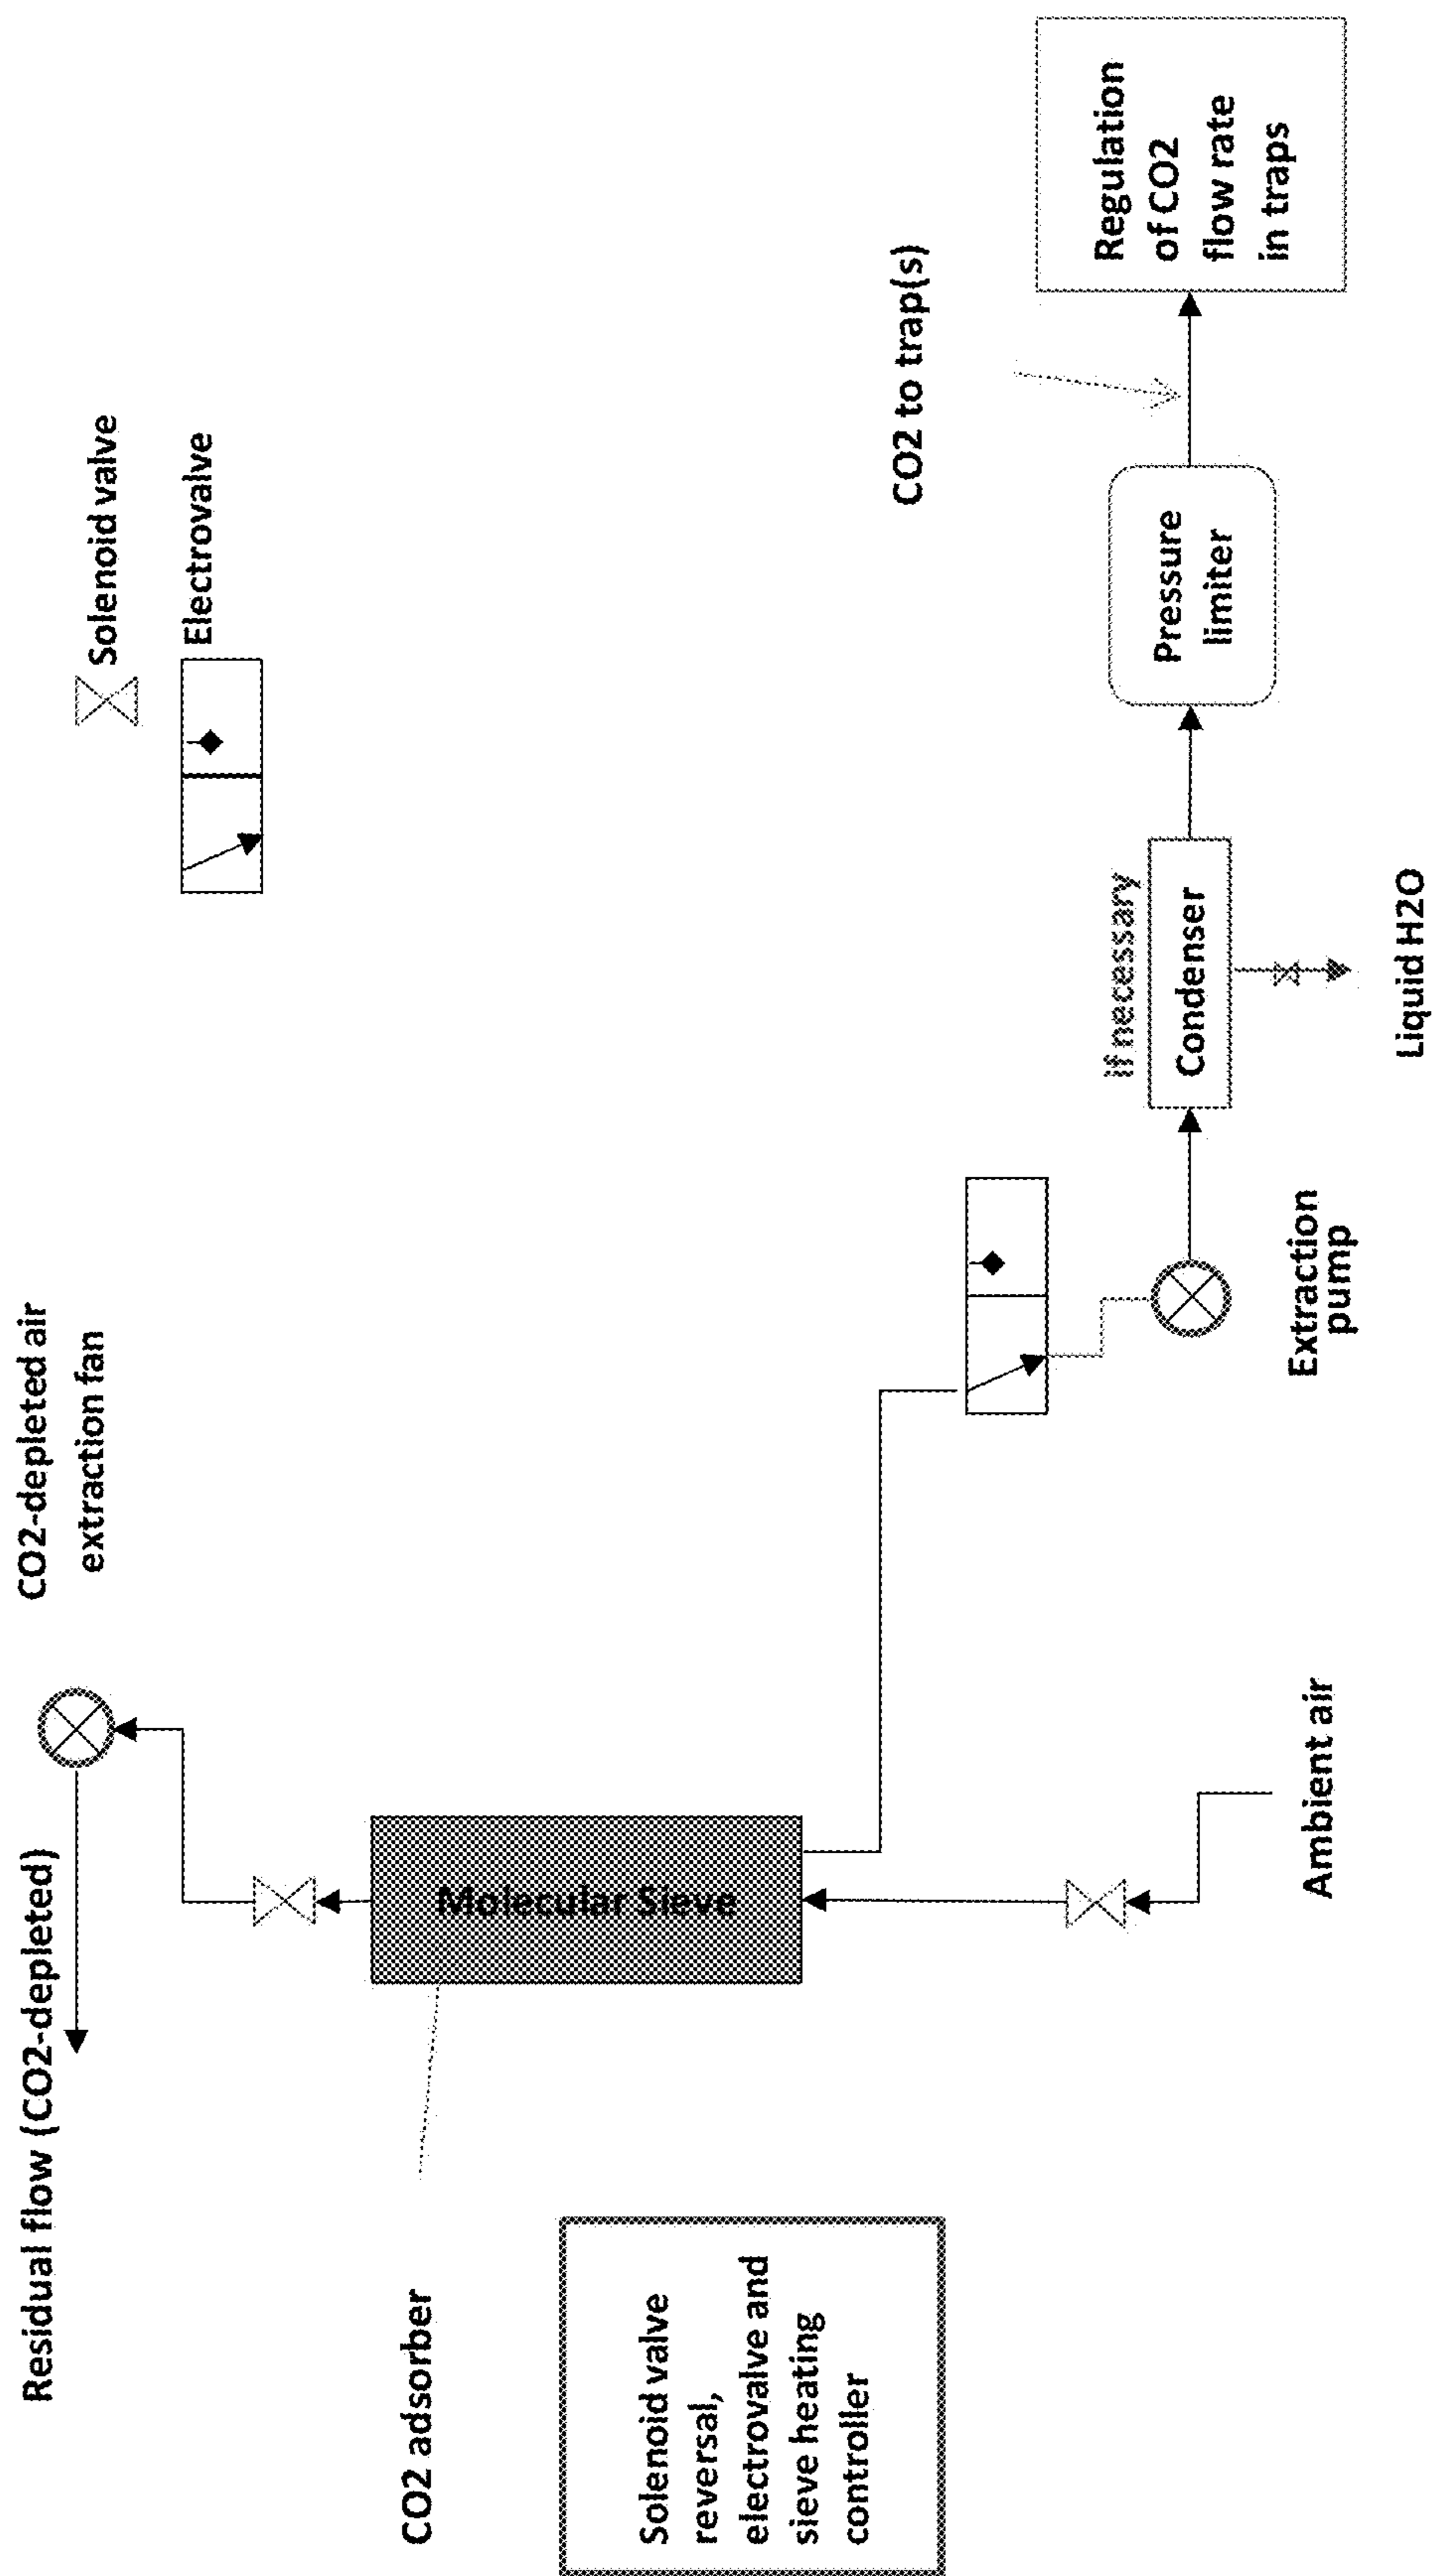 Residual flow (CO2-depleted)
CO2-depleted air
extraction fan
Solenoid valve
Electrovalve
CO2 adsorber
Molecular Sieve
Solenoid valve
reversal,
electrovalve and
sieve heating
controller
Ambient air
CO2 to trap(s)
Extraction
pump
If necessary
Condenser
Liquid H2O
Pressure
limiter
Regulation
of CO2
flow rate
in traps